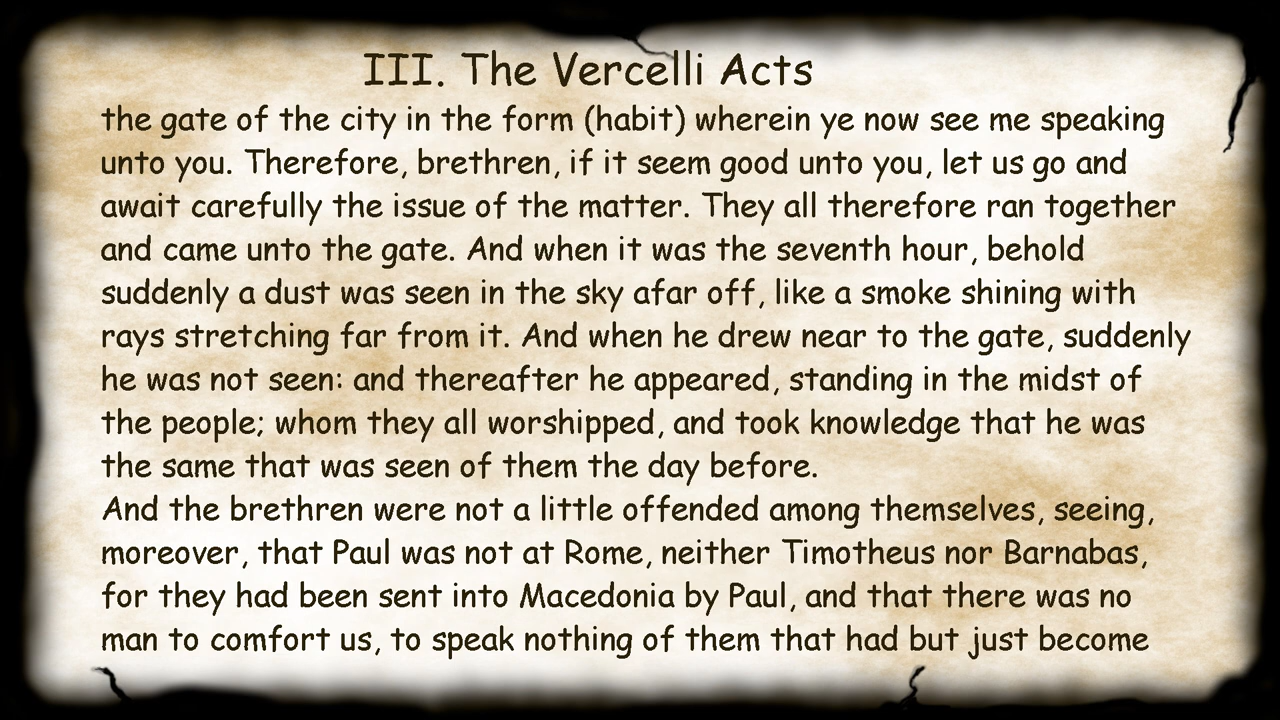 III. The Vercelli Acts
the gate of the city in the form (habit) wherein ye now see me speaking
unto you. Therefore, brethren, if it seem good unto you, let us go and
await carefully the issue of the matter. They all therefore ran together
and came unto the gate. And when it was the seventh hour, behold
suddenly a dust was seen in the sky afar off, like a smoke shining with
rays stretching far from it. And when he drew near to the gate, suddenly
he was not seen: and thereafter he appeared, standing in the midst of
the people; whom they all worshipped, and took knowledge that he was
the same that was seen of them the day before.
And the brethren were not a little offended among themselves, seeing,
moreover, that Paul was not at Rome, neither Timotheus nor Barnabas,
for they had been sent into Macedonia by Paul, and that there was no
man to comfort us, to speak nothing of them that had but just become